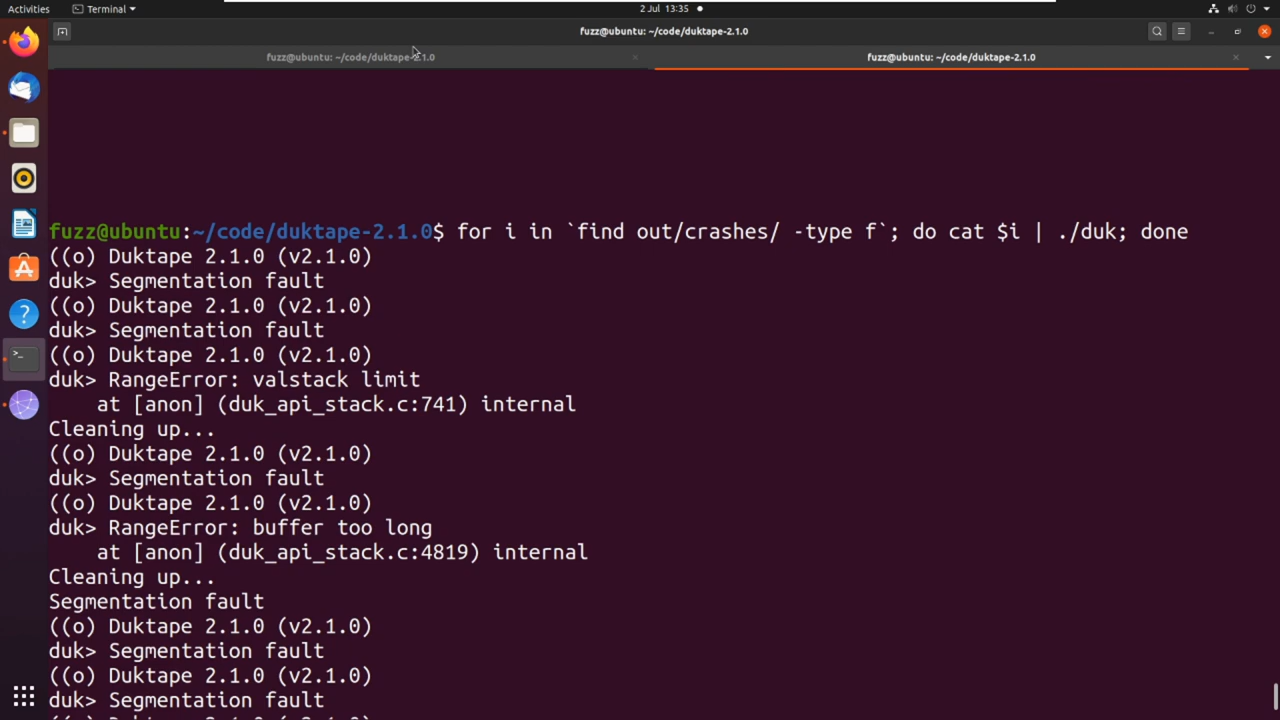 Activities
Terminal
2 Jul 13:35
fuzz@ubuntu: ~/code/duktape-2.1.0
fuzz@ubuntu: ~/code/duktape-2.1.0
fuzz@ubuntu: ~/code/duktape-2.1.0
fuzz@ubuntu:~/code/duktape-2.1.0$ for i in `find out/crashes/ -type f`; do cat $i | ./duk; done
((o) Duktape 2.1.0 (v2.1.0)
duk> Segmentation fault
((o) Duktape 2.1.0 (v2.1.0)
duk> Segmentation fault
((o) Duktape 2.1.0 (v2.1.0)
duk> RangeError: valstack limit
    at [anon] (duk_api_stack.c:741) internal
Cleaning up...
((o) Duktape 2.1.0 (v2.1.0)
duk> Segmentation fault
((o) Duktape 2.1.0 (v2.1.0)
duk> RangeError: buffer too long
    at [anon] (duk_api_stack.c:4819) internal
Cleaning up...
Segmentation fault
((o) Duktape 2.1.0 (v2.1.0)
duk> Segmentation fault
((o) Duktape 2.1.0 (v2.1.0)
duk> Segmentation fault